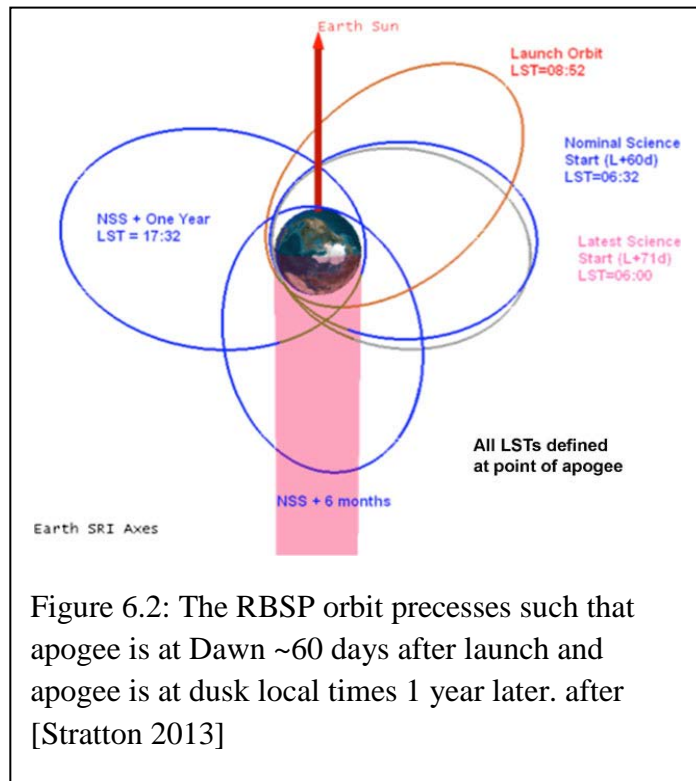 Earth Sun
Launch Orbit
LST=08:52
Nominal Science
Start (L+60d)
LST=06:32
NSS + One Year
LST = 17:32
Latest Science
Start (L+71d)
LST=06:00
All LSTs defined
at point of apogee
NSS + 6 months
Earth SRI Axes
Figure 6.2: The RBSP orbit precesses such that
apogee is at Dawn ~60 days after launch and
apogee is at dusk local times 1 year later. after
[Stratton 2013]